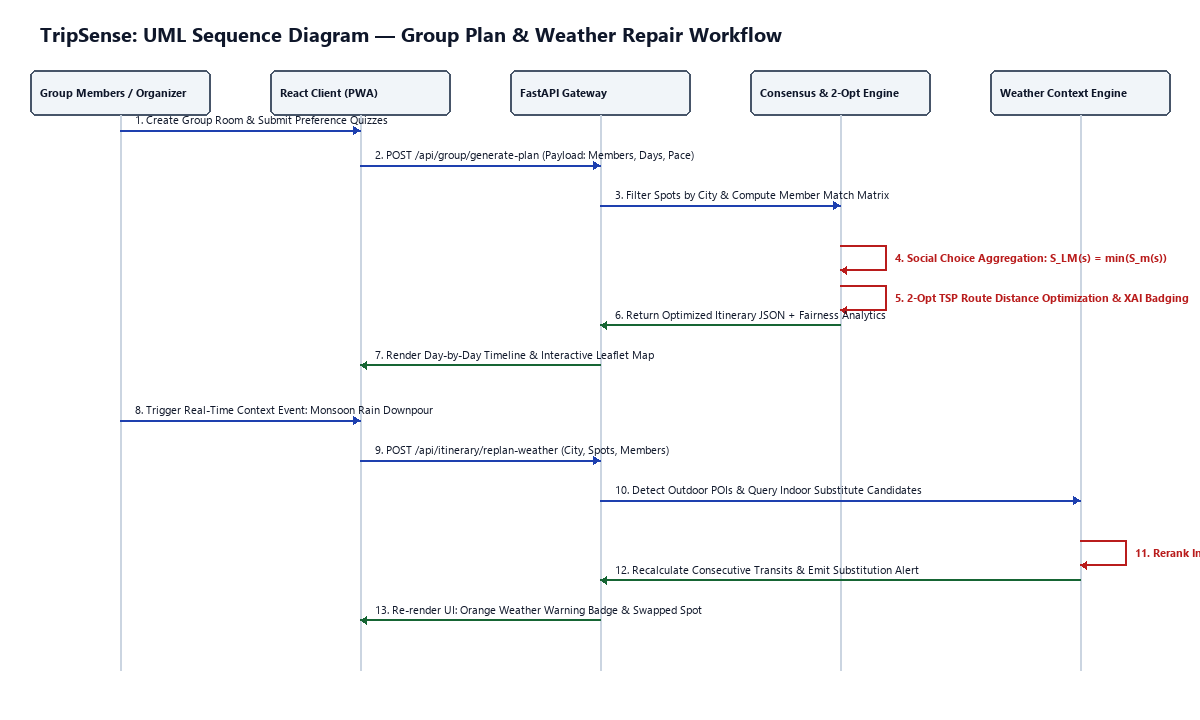 TripSense: UML Sequence Diagram — Group Plan & Weather Repair Workflow
Group Members / Organizer
React Client (PWA)
FastAPI Gateway
Consensus & 2-Opt Engine
Weather Context Engine
1. Create Group Room & Submit Preference Quizzes
2. POST /api/group/generate-plan (Payload: Members, Days, Pace)
3. Filter Spots by City & Compute Member Match Matrix
4. Social Choice Aggregation: S_LM(s) = min(S_m(s))
5. 2-Opt TSP Route Distance Optimization & XAI Badging
6. Return Optimized Itinerary JSON + Fairness Analytics
7. Render Day-by-Day Timeline & Interactive Leaflet Map
8. Trigger Real-Time Context Event: Monsoon Rain Downpour
9. POST /api/itinerary/replan-weather (City, Spots, Members)
10. Detect Outdoor POIs & Query Indoor Substitute Candidates
11. Rerank
12. Recalculate Consecutive Transits & Emit Substitution Alert
13. Re-render UI: Orange Weather Warning Badge & Swapped Spot